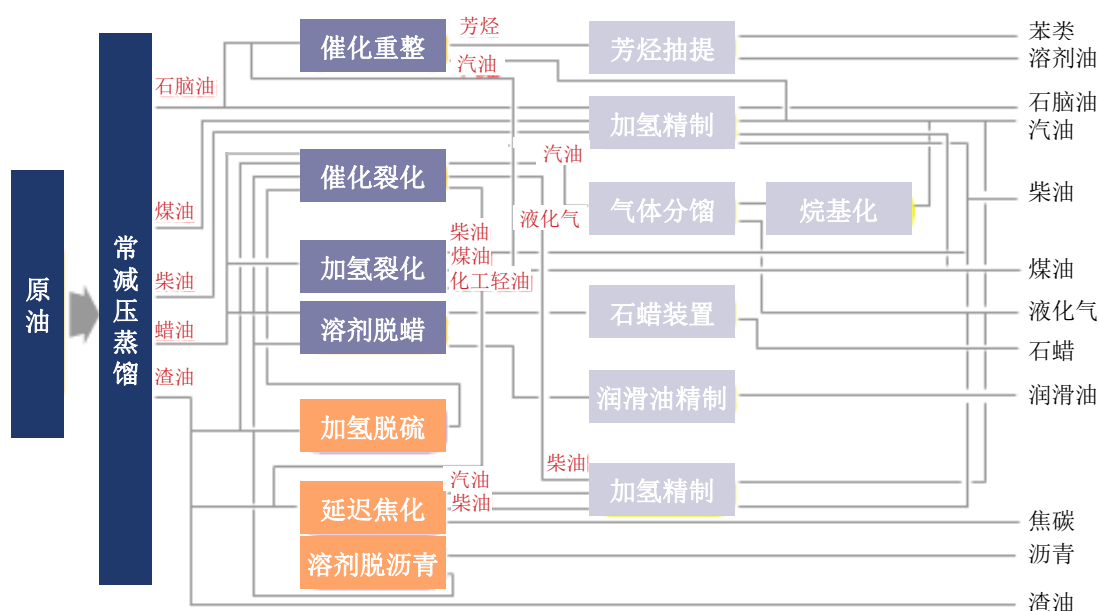 原油
常减压蒸馏
石脑油
煤油
柴油
蜡油
渣油
催化重整
催化裂化
加氢裂化
溶剂脱蜡
加氢脱硫
延迟焦化
溶剂脱沥青
芳烃
汽油
汽油
液化气
柴油
煤油
化工轻油
柴油
汽油
柴油
芳烃抽提
加氢精制
气体分馏
烷基化
石蜡装置
润滑油精制
加氢精制
苯类
溶剂油
石脑油
汽油
柴油
煤油
液化气
石蜡
润滑油
焦碳
沥青
渣油